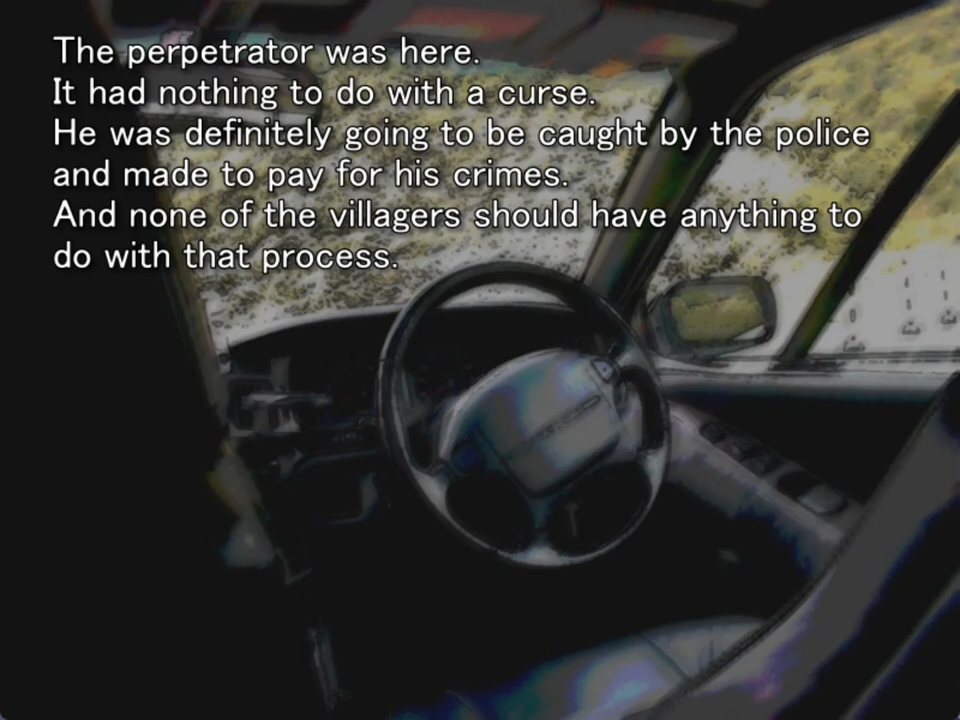 The perpetrator was here.
It had nothing to do with a curse.
He was definitely going to be caught by the police
and made to pay for his crimes.
And none of the villagers should have anything to
do with that process.